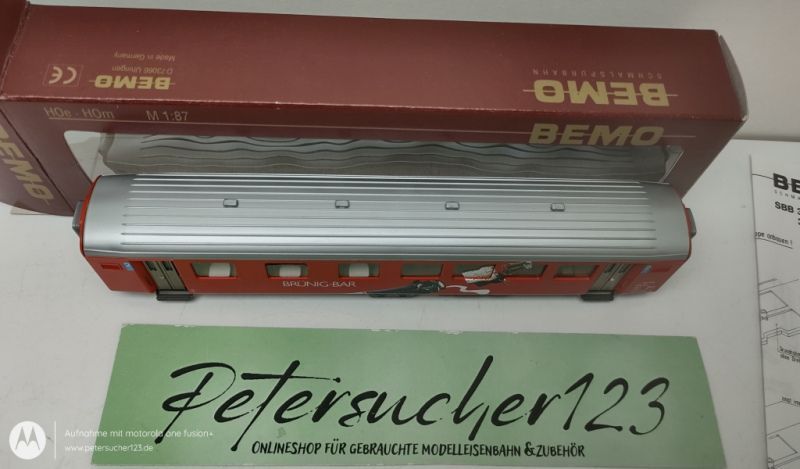 Made in Germany
D 73066 Uhingen
CE
BEMO
SCHMALSPURBAHN
BEMO
H0e - H0m M 1:87
BEMO
BEMO
BE
SBB
BRÜNIG-BAR
Petersucher123
ONLINESHOP FÜR GEBRAUCHTE MODELLEISENBAHN & ZUBEHÖR
Aufnahme mit motorola one fusion+
www.petersucher123.de